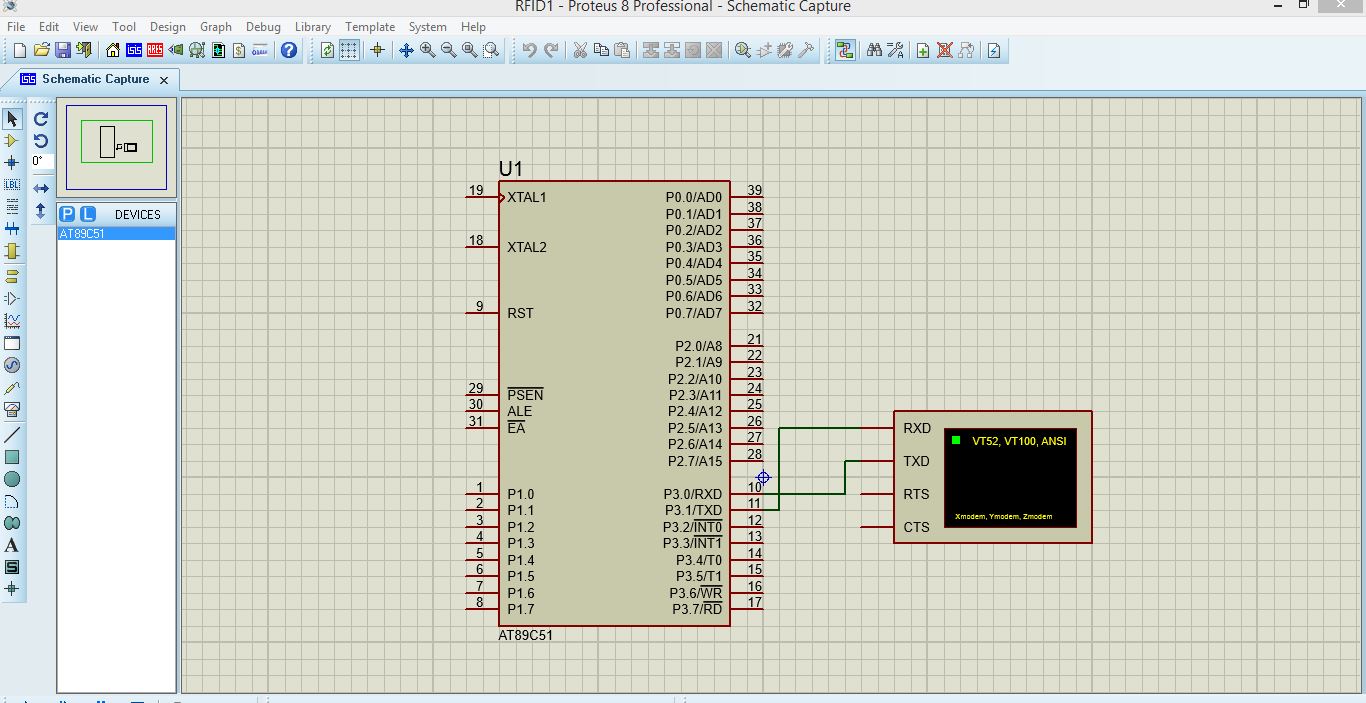 RFID1 - Proteus 8 Professional - Schematic Capture
File Edit View Tool Design Graph Debug Library Template System Help
Schematic Capture
0°
P L DEVICES
AT89C51
U1
19 XTAL1 P0.0/AD0 39
P0.1/AD1 38
P0.2/AD2 37
18 XTAL2 P0.3/AD3 36
P0.4/AD4 35
P0.5/AD5 34
P0.6/AD6 33
9 RST P0.7/AD7 32
P2.0/A8 21
P2.1/A9 22
P2.2/A10 23
29 PSEN P2.3/A11 24
30 ALE P2.4/A12 25
31 EA P2.5/A13 26
P2.6/A14 27
P2.7/A15 28
1 P1.0 P3.0/RXD 10
2 P1.1 P3.1/TXD 11
3 P1.2 P3.2/INT0 12
4 P1.3 P3.3/INT1 13
5 P1.4 P3.4/T0 14
6 P1.5 P3.5/T1 15
7 P1.6 P3.6/WR 16
8 P1.7 P3.7/RD 17
AT89C51
RXD
TXD
RTS
CTS
VT52, VT100, ANSI
Xmodem, Ymodem, Zmodem